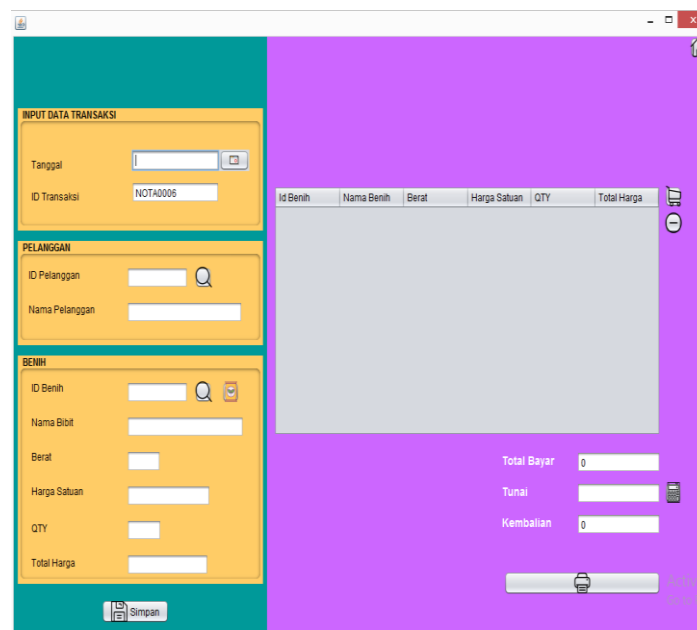 INPUT DATA TRANSAKSI
Tanggal
ID Transaksi NOTA0006
PELANGGAN
ID Pelanggan
Nama Pelanggan
BENIH
ID Benih
Nama Bibit
Berat
Harga Satuan
QTY
Total Harga
Simpan
Id Benih Nama Benih Berat Harga Satuan QTY Total Harga
Total Bayar 0
Tunai
Kembalian 0